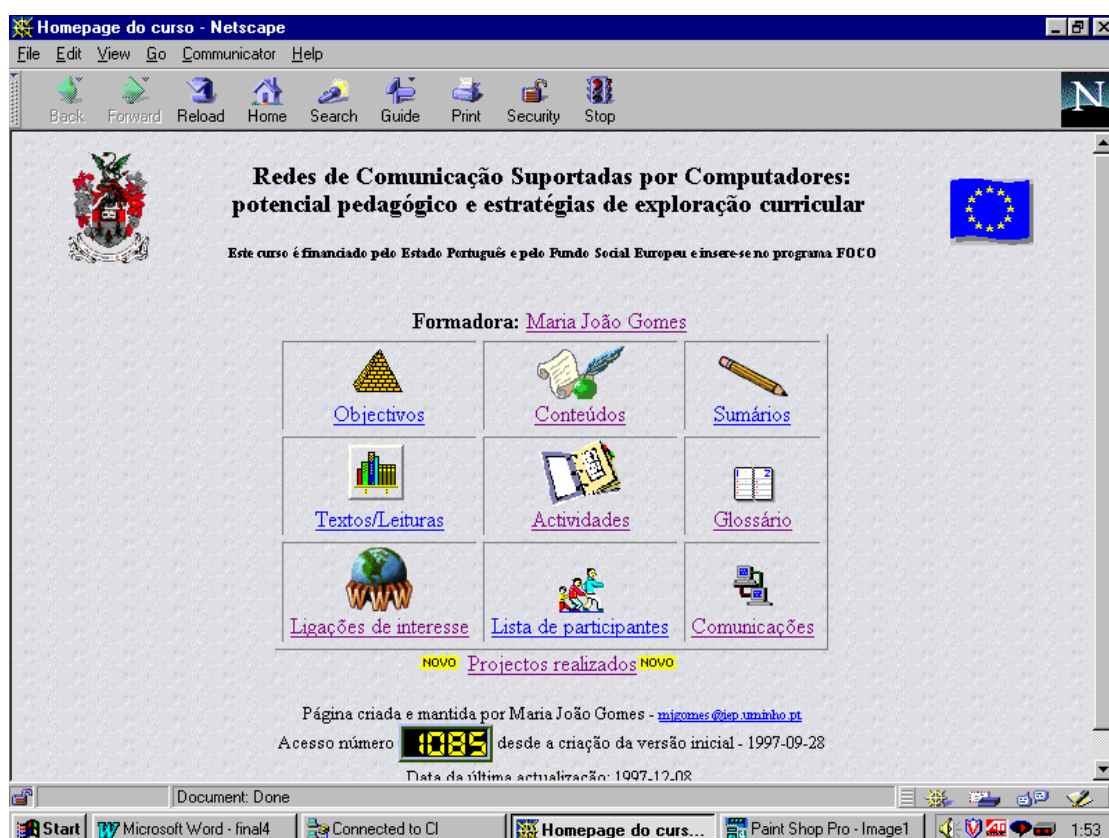 Homepage do curso - Netscape
File Edit View Go Communicator Help
Back Forward Reload Home Search Guide Print Security Stop
N
Redes de Comunicação Suportadas por Computadores:
potencial pedagógico e estratégias de exploração curricular
Este curso é financiado pelo Estado Português e pelo Fundo Social Europeu e insere-se no programa FOCO
Formadora: Maria João Gomes
Objectivos Conteúdos Sumários
1 2
Textos/Leituras Actividades Glossário
WWW
Ligações de interesse Lista de participantes Comunicações
NOVO Projectos realizados NOVO
Página criada e mantida por Maria João Gomes - mjgomes@iep.uminho.pt
Acesso número 1085 desde a criação da versão inicial - 1997-09-28
Data da última actualização: 1997-12-08
Document: Done
Start Microsoft Word - final4 Connected to CI Homepage do curs... Paint Shop Pro - Image1 1:53